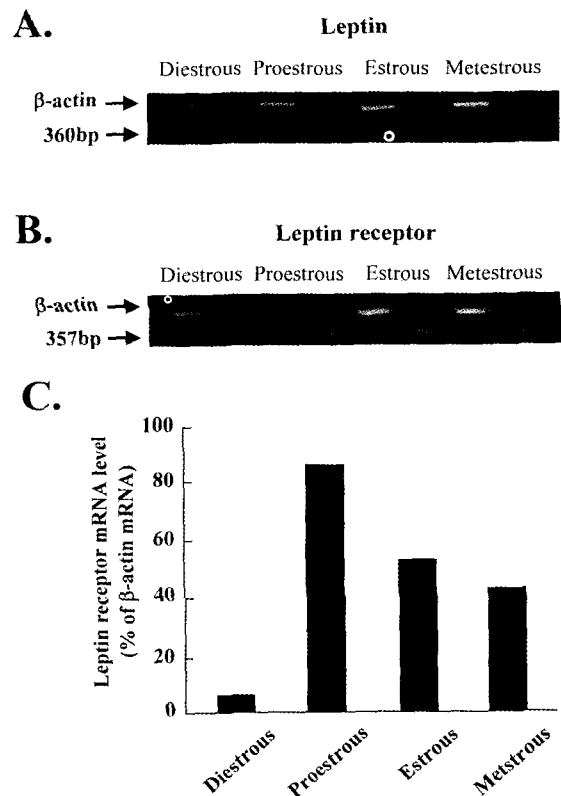 A.
Leptin
Diestrous Proestrous Estrous Metestrous
β-actin
360bp
B.
Leptin receptor
Diestrous Proestrous Estrous Metestrous
β-actin
357bp
C.
Leptin receptor mRNA level
(% of β-actin mRNA)
100
80
60
40
20
0
Diestrous
Proestrous
Estrous
Metstrous